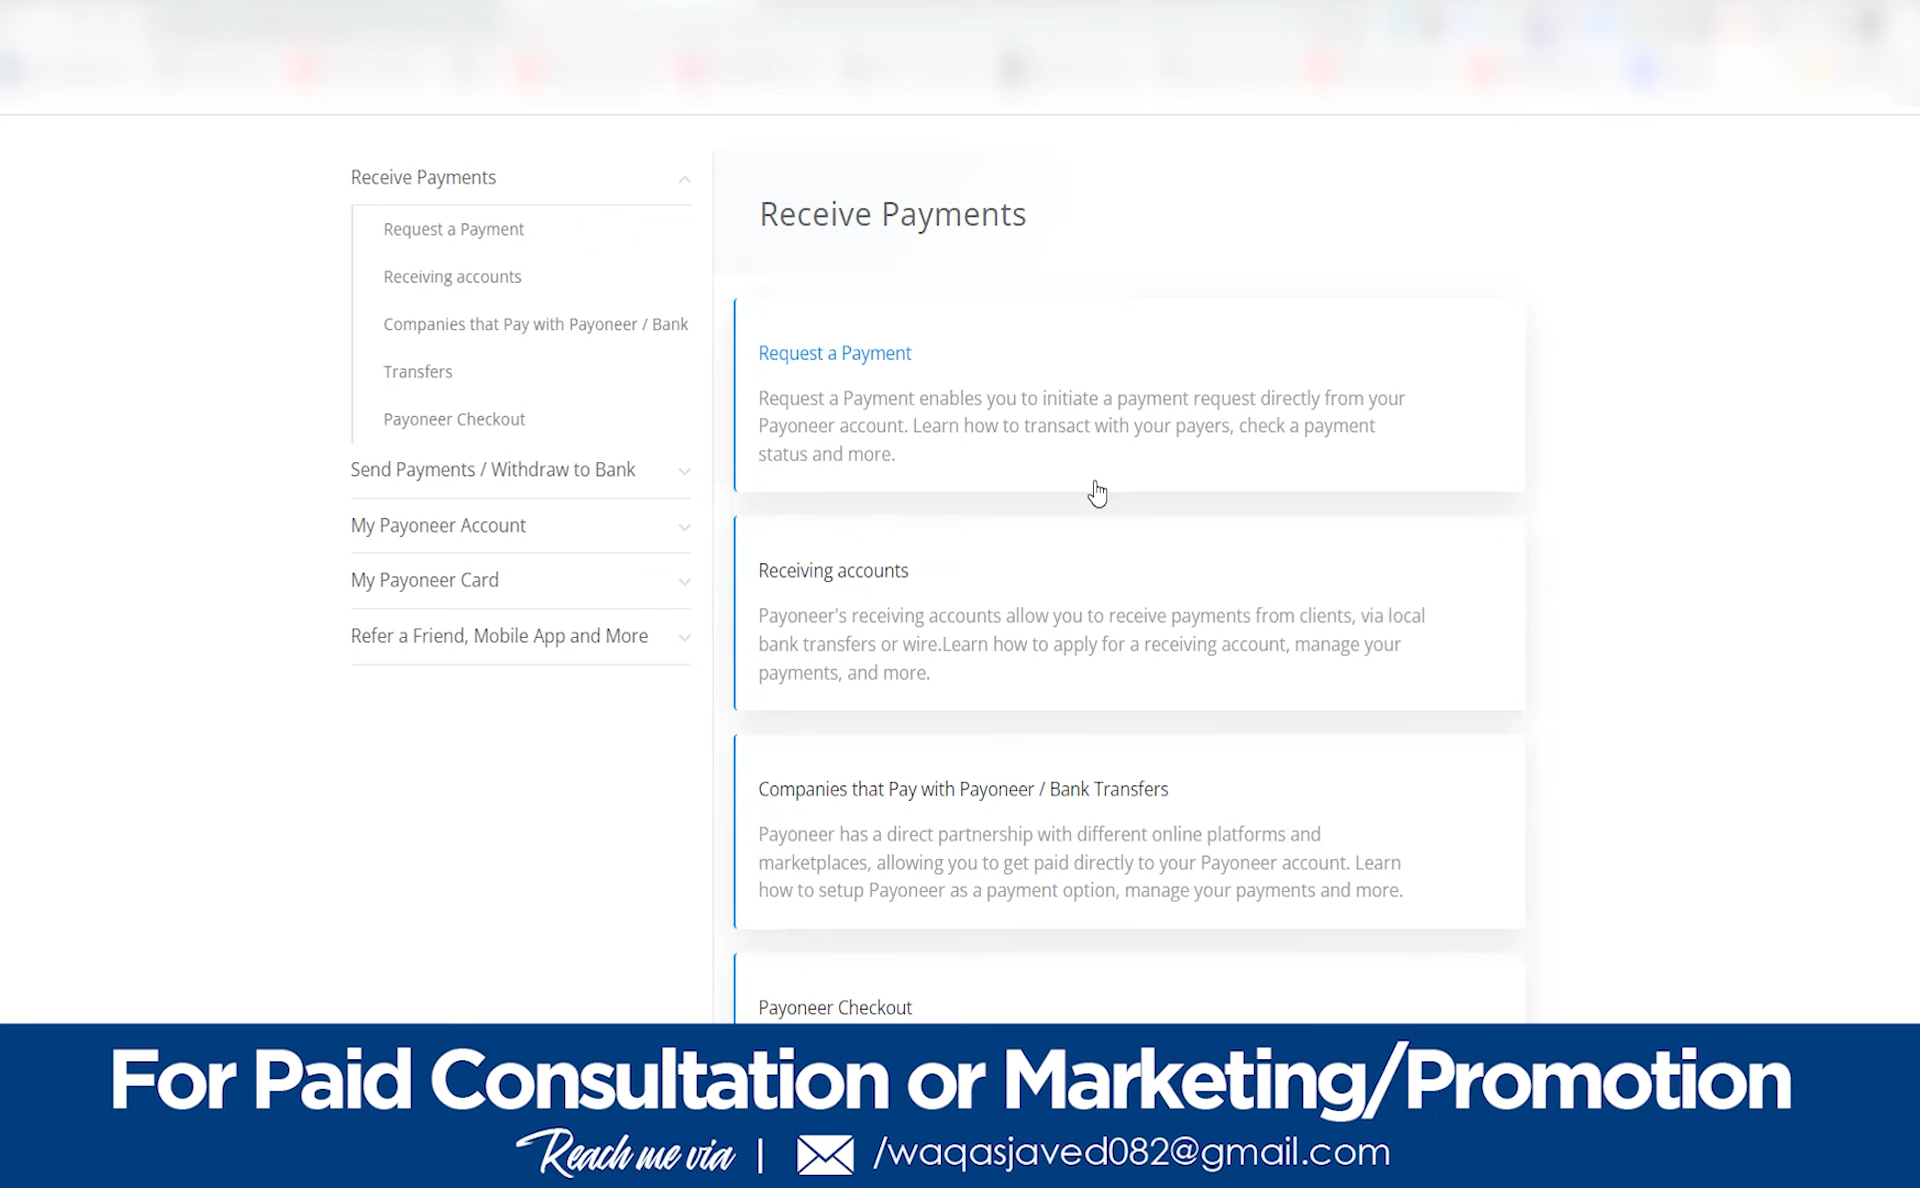 Receive Payments
Request a Payment
Receiving accounts
Companies that Pay with Payoneer / Bank
Transfers
Payoneer Checkout
Send Payments / Withdraw to Bank
My Payoneer Account
My Payoneer Card
Refer a Friend, Mobile App and More
Receive Payments
Request a Payment
Request a Payment enables you to initiate a payment request directly from your
Payoneer account. Learn how to transact with your payers, check a payment
status and more.
Receiving accounts
Payoneer's receiving accounts allow you to receive payments from clients, via local
bank transfers or wire.Learn how to apply for a receiving account, manage your
payments, and more.
Companies that Pay with Payoneer / Bank Transfers
Payoneer has a direct partnership with different online platforms and
marketplaces, allowing you to get paid directly to your Payoneer account. Learn
how to setup Payoneer as a payment option, manage your payments and more.
Payoneer Checkout
For Paid Consultation or Marketing/Promotion
Reach me via | /waqasjaved082@gmail.com